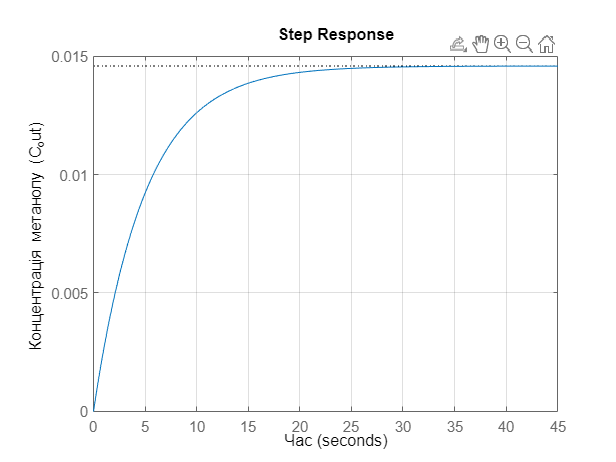 Step Response
0.015
0.01
0.005
0
Концентрація метанолу (Cₒut)
0 5 10 15 20 25 30 35 40 45
Час (seconds)